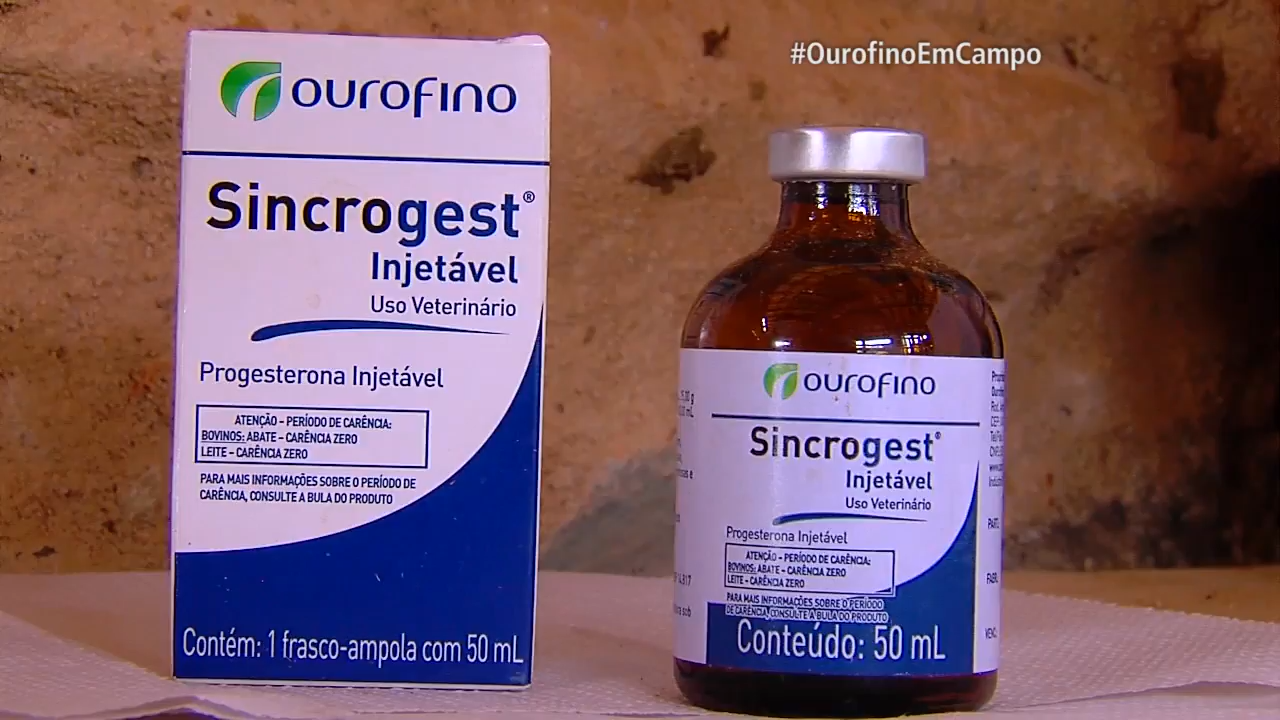 #OurofinoEmCampo
ourofino
Sincrogest®
Injetável
Uso Veterinário
Progesterona Injetável
ATENÇÃO – PERÍODO DE CARÊNCIA:
BOVINOS: ABATE – CARÊNCIA ZERO
LEITE – CARÊNCIA ZERO
PARA MAIS INFORMAÇÕES SOBRE O PERÍODO DE
CARÊNCIA, CONSULTE A BULA DO PRODUTO
Contém: 1 frasco-ampola com 50 mL
ourofino
Sincrogest®
Injetável
Uso Veterinário
Progesterona Injetável
ATENÇÃO – PERÍODO DE CARÊNCIA:
BOVINOS: ABATE – CARÊNCIA ZERO
LEITE – CARÊNCIA ZERO
PARA MAIS INFORMAÇÕES SOBRE O PERÍODO
DE CARÊNCIA, CONSULTE A BULA DO PRODUTO
Conteúdo: 50 mL